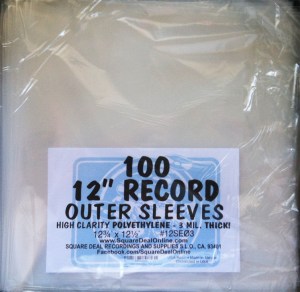 100
12" RECORD
OUTER SLEEVES
HIGH CLARITY POLYETHYLENE - 3 MIL. THICK!
12¾ x 12½" #12SE03
www.SquareDealOnline.com
SQUARE DEAL RECORDINGS AND SUPPLIES S.L.O., CA. 93401
Facebook.com/SquareDealOnline